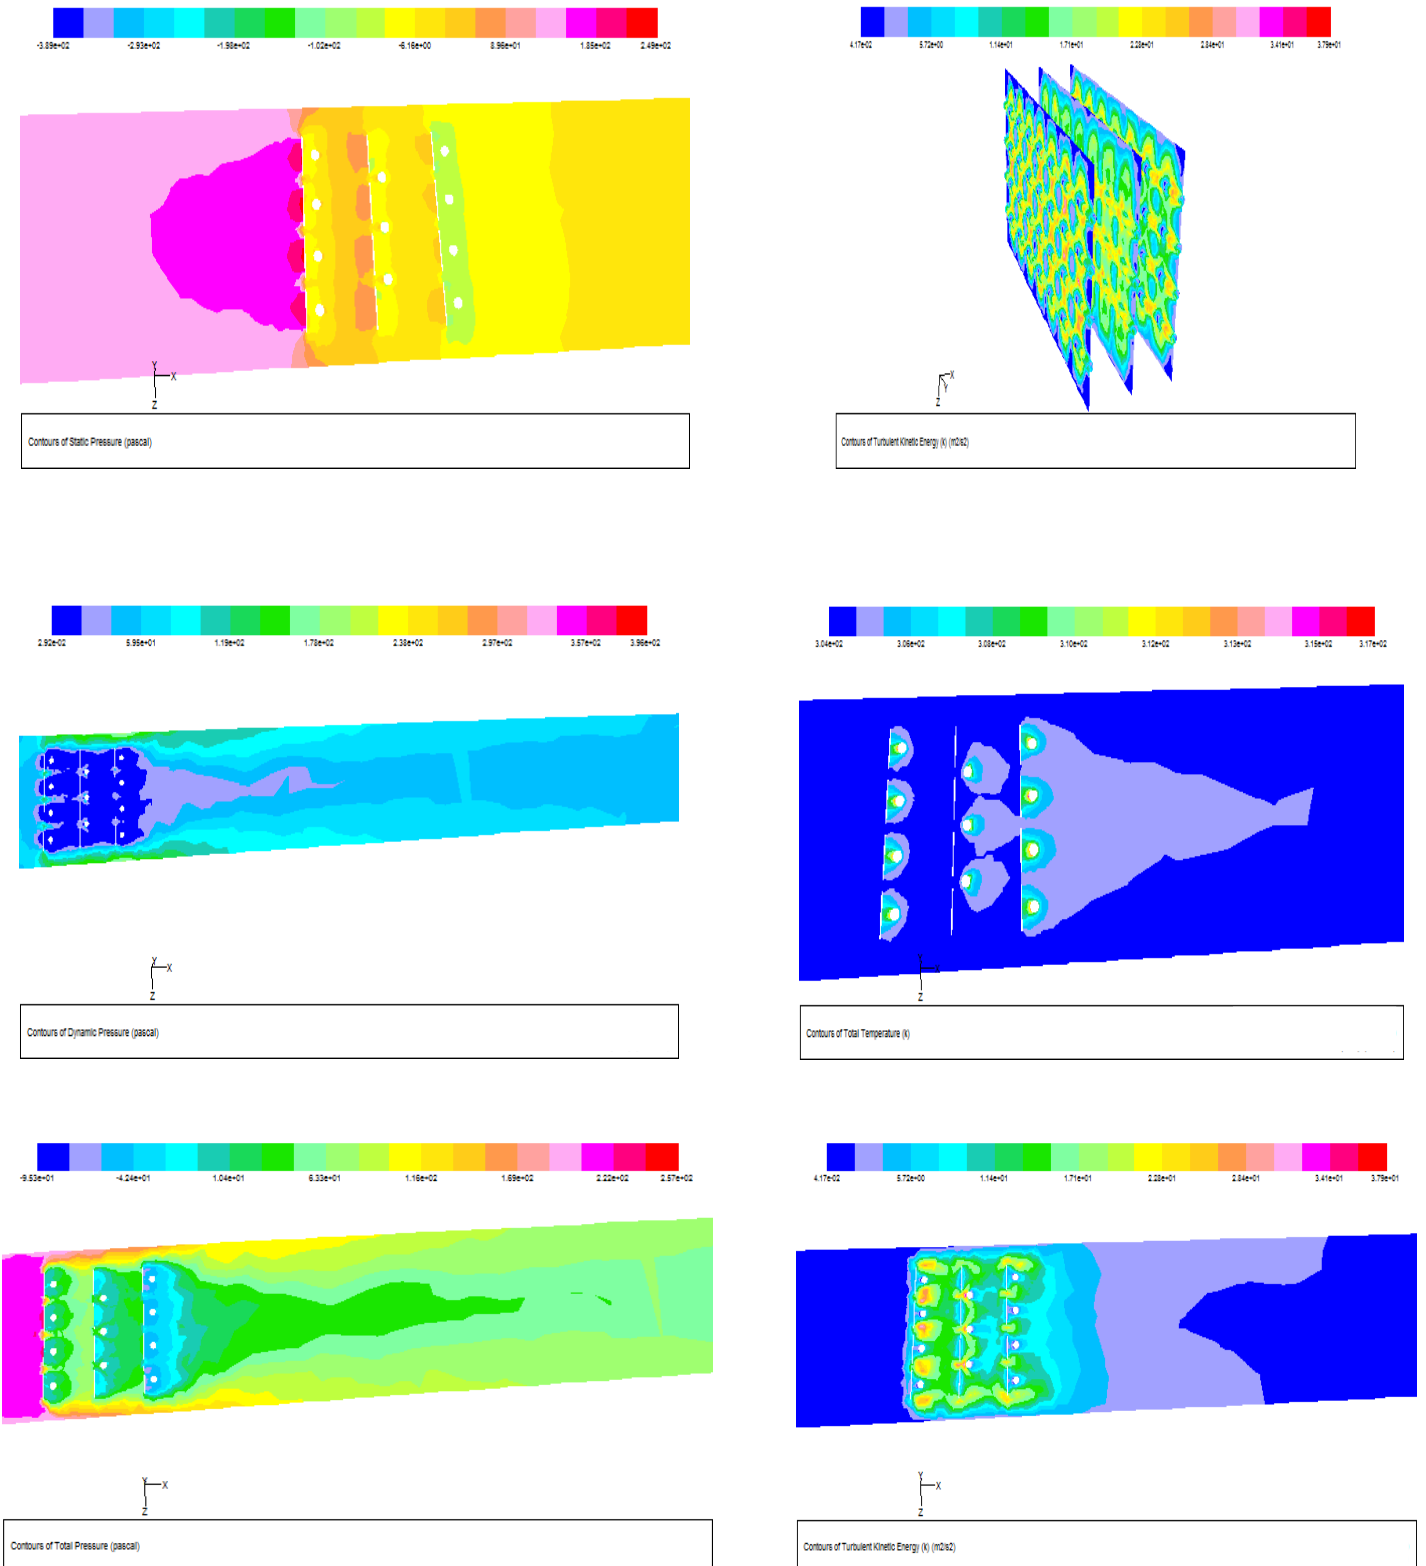 -3.89e+02 -2.93e+02 -1.98e+02 -1.02e+02 -6.16e+00 8.96e+01 1.85e+02 2.49e+02
Y
X
Z
Contours of Static Pressure (pascal)
4.17e-02 5.72e+00 1.14e+01 1.71e+01 2.28e+01 2.84e+01 3.41e+01 3.79e+01
X
Y
Z
Contours of Turbulent Kinetic Energy (k) (m2/s2)
2.92e-02 5.95e+01 1.19e+02 1.78e+02 2.38e+02 2.97e+02 3.57e+02 3.96e+02
Y
X
Z
Contours of Dynamic Pressure (pascal)
3.04e+02 3.06e+02 3.08e+02 3.10e+02 3.12e+02 3.13e+02 3.15e+02 3.17e+02
Y
Z
Contours of Total Temperature (k)
-9.53e+01 -4.24e+01 1.04e+01 6.33e+01 1.16e+02 1.69e+02 2.22e+02 2.57e+02
Y
X
Z
Contours of Total Pressure (pascal)
4.17e-02 5.72e+00 1.14e+01 1.71e+01 2.28e+01 2.84e+01 3.41e+01 3.79e+01
Y
X
Z
Contours of Turbulent Kinetic Energy (k) (m2/s2)